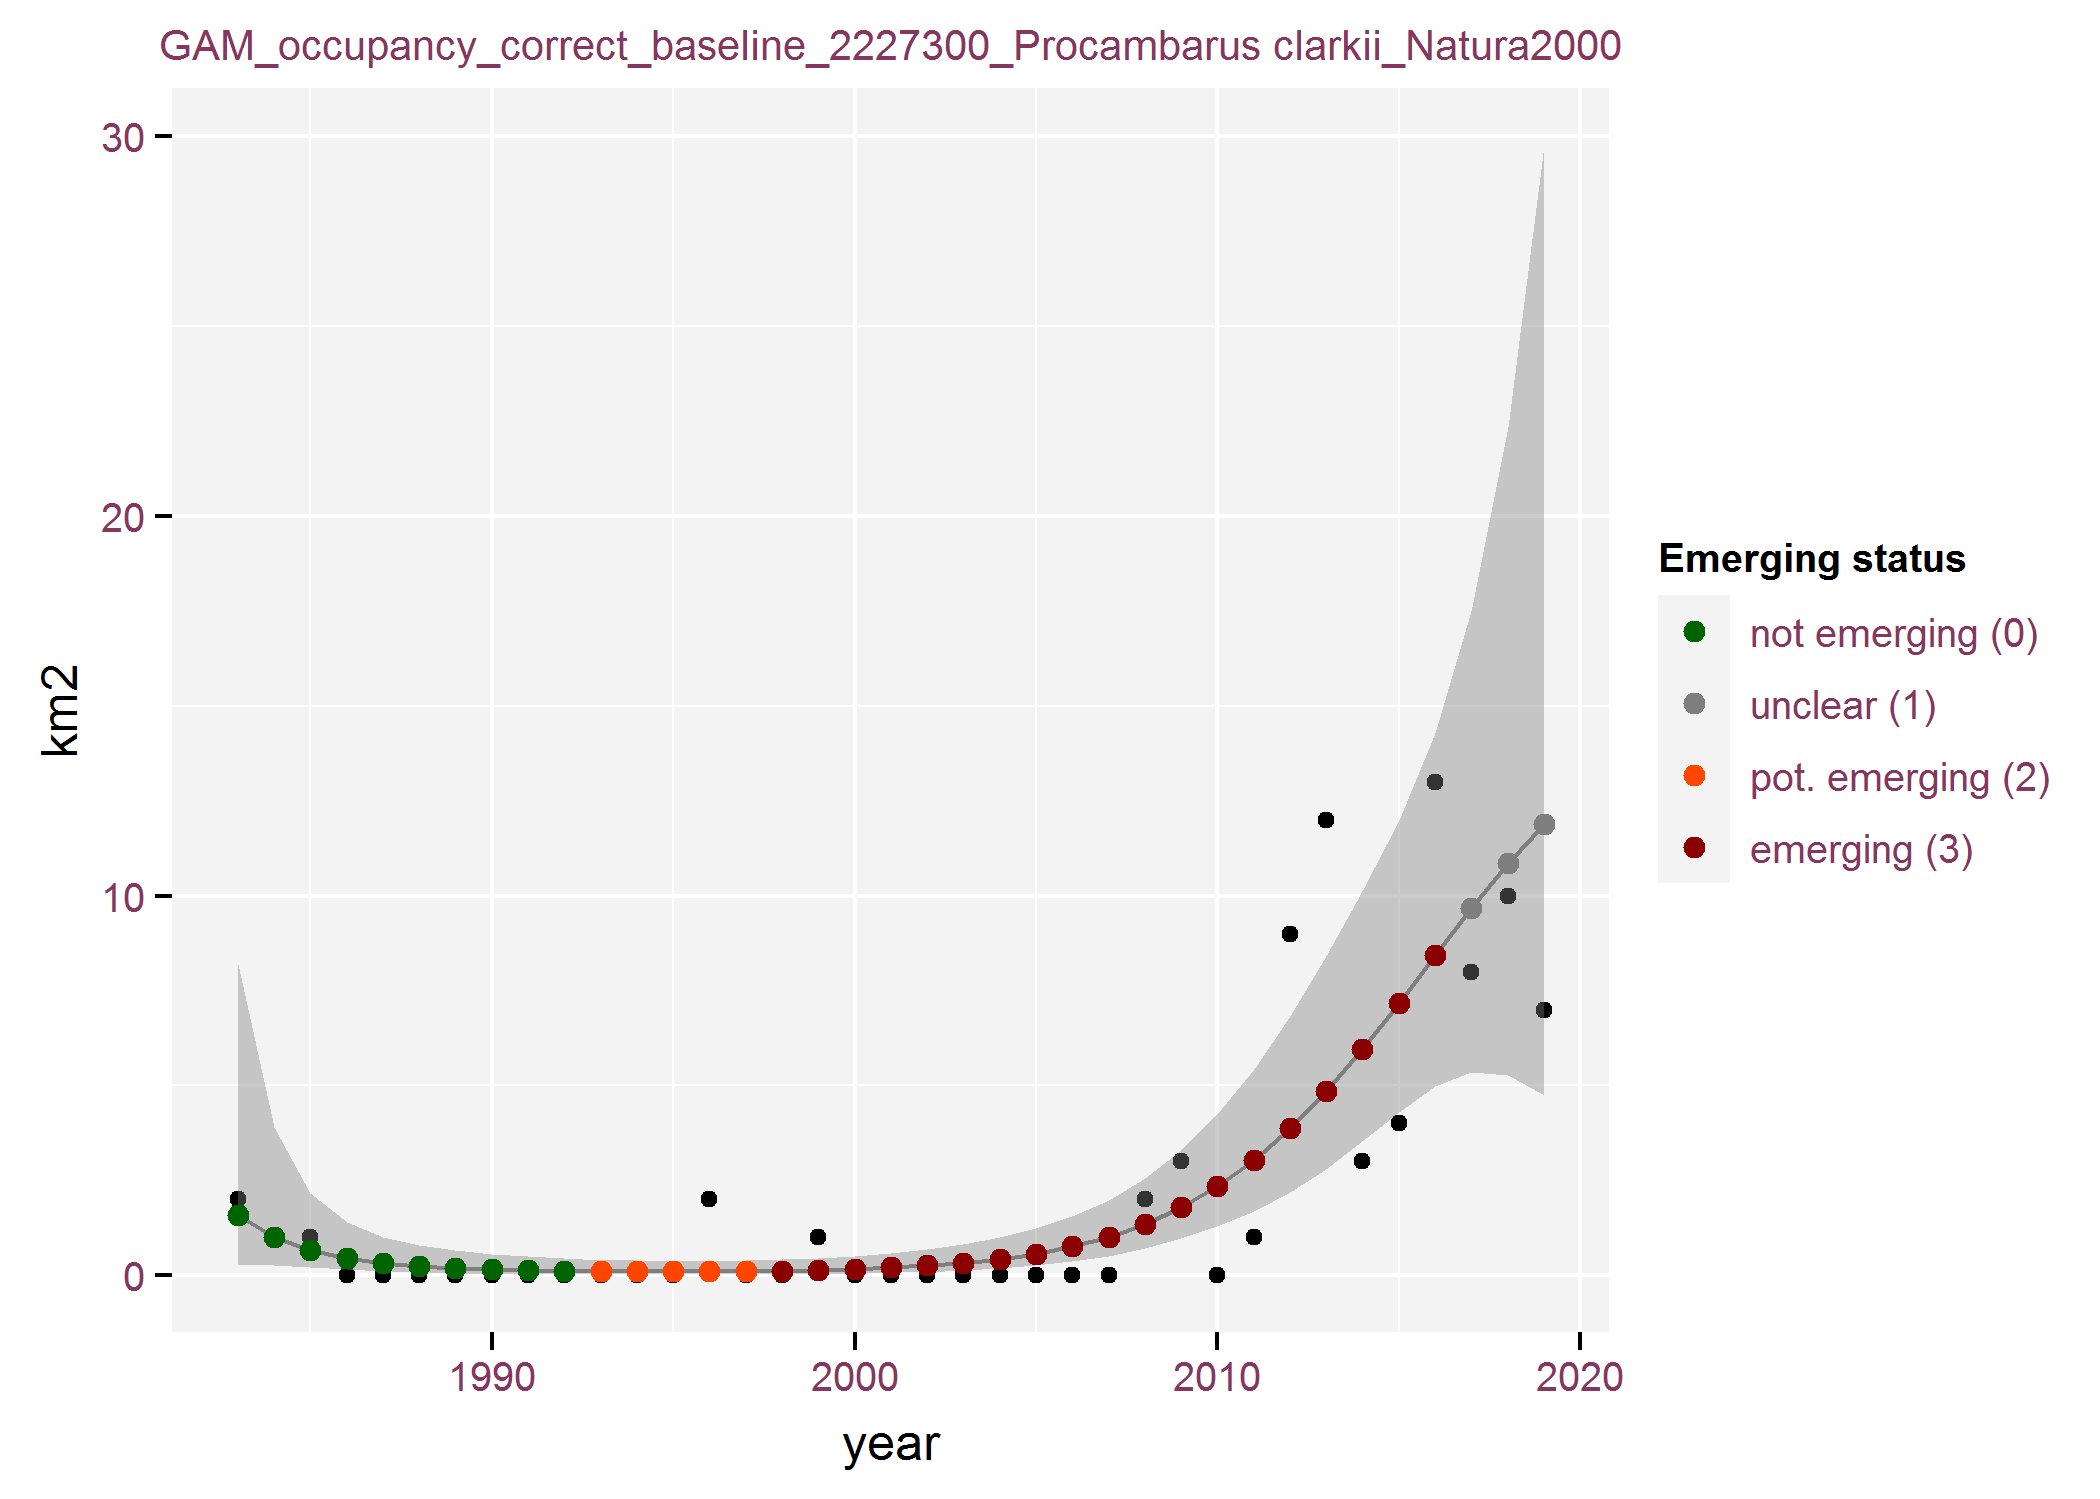 GAM_occupancy_correct_baseline_2227300_Procambarus clarkii_Natura2000
30
20
10
0
km2
1990
2000
2010
2020
year
Emerging status
not emerging (0)
unclear (1)
pot. emerging (2)
emerging (3)